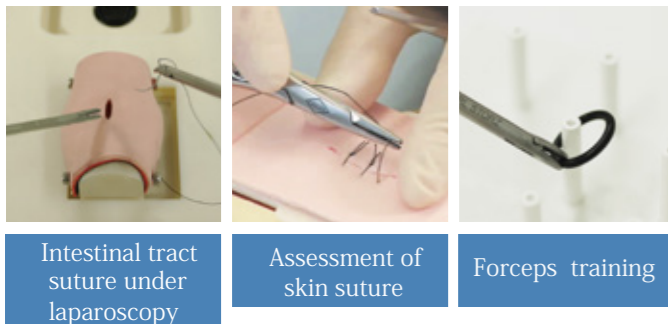 Intestinal tract
suture under
laparoscopy
Assessment of
skin suture
Forceps training